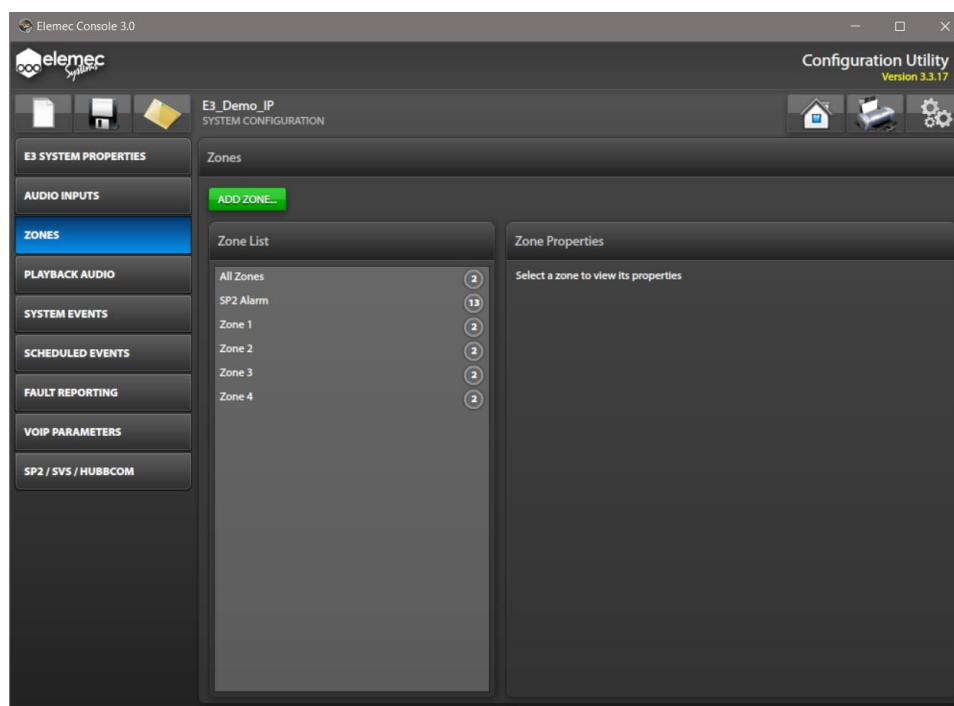 Elemec Console 3.0
elemec
Systems
Configuration Utility
Version 3.3.17
E3_Demo_IP
SYSTEM CONFIGURATION
E3 SYSTEM PROPERTIES
AUDIO INPUTS
ZONES
PLAYBACK AUDIO
SYSTEM EVENTS
SCHEDULED EVENTS
FAULT REPORTING
VOIP PARAMETERS
SP2 / SVS / HUBBCOM
Zones
ADD ZONE...
Zone List
All Zones 2
SP2 Alarm 13
Zone 1 2
Zone 2 2
Zone 3 2
Zone 4 2
Zone Properties
Select a zone to view its properties